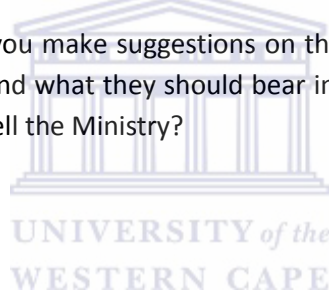 you make suggestions on th
nd what they should bear in
ell the Ministry?
UNIVERSITY of the
WESTERN CAPE